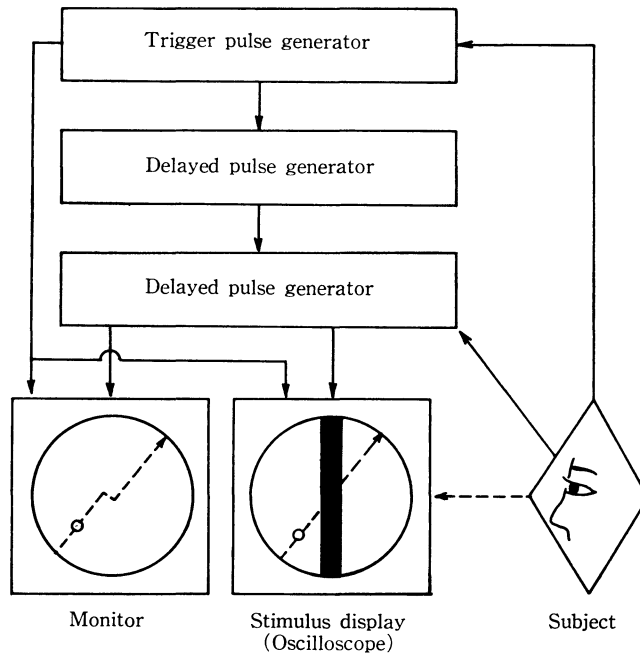 Trigger pulse generator
Delayed pulse generator
Delayed pulse generator
Monitor
Stimulus display
(Oscilloscope)
Subject